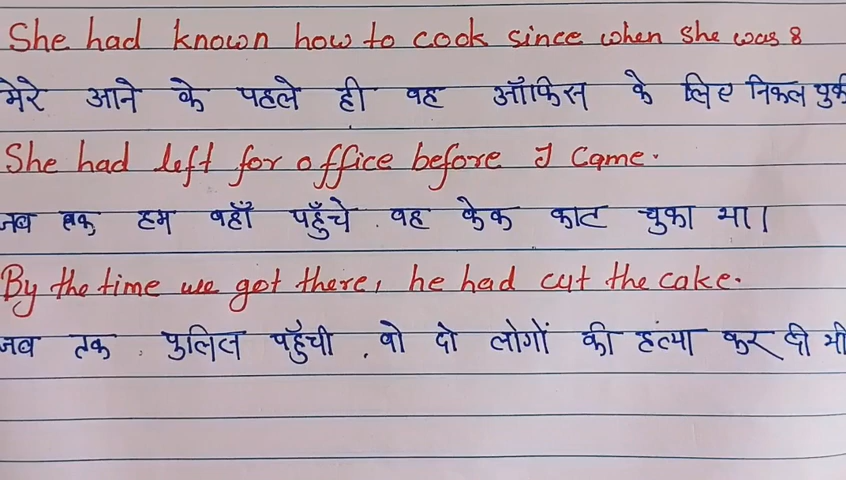 She had known how to cook since when she was 8
मेरे आने के पहले ही वह ऑफिस के लिए निकल चुकी
She had left for office before I came.
जब तक हम वहाँ पहुँचे वह केक काट चुका था।
By the time we got there, he had cut the cake.
जब तक पुलिस पहुँची वो दो लोगों की हत्या कर दी थी